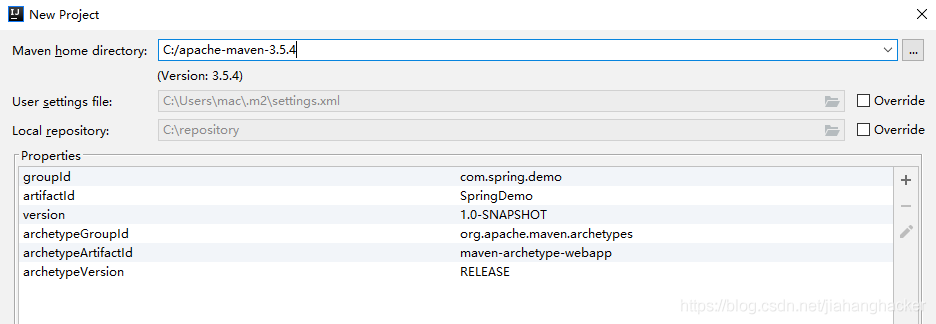 IJ New Project
Maven home directory: C:/apache-maven-3.5.4 ...
(Version: 3.5.4)
User settings file: C:\Users\mac\.m2\settings.xml Override
Local repository: C:\repository Override
Properties
groupId com.spring.demo
artifactId SpringDemo
version 1.0-SNAPSHOT
archetypeGroupId org.apache.maven.archetypes
archetypeArtifactId maven-archetype-webapp
archetypeVersion RELEASE
https://blog.csdn.net/jiahanghacker